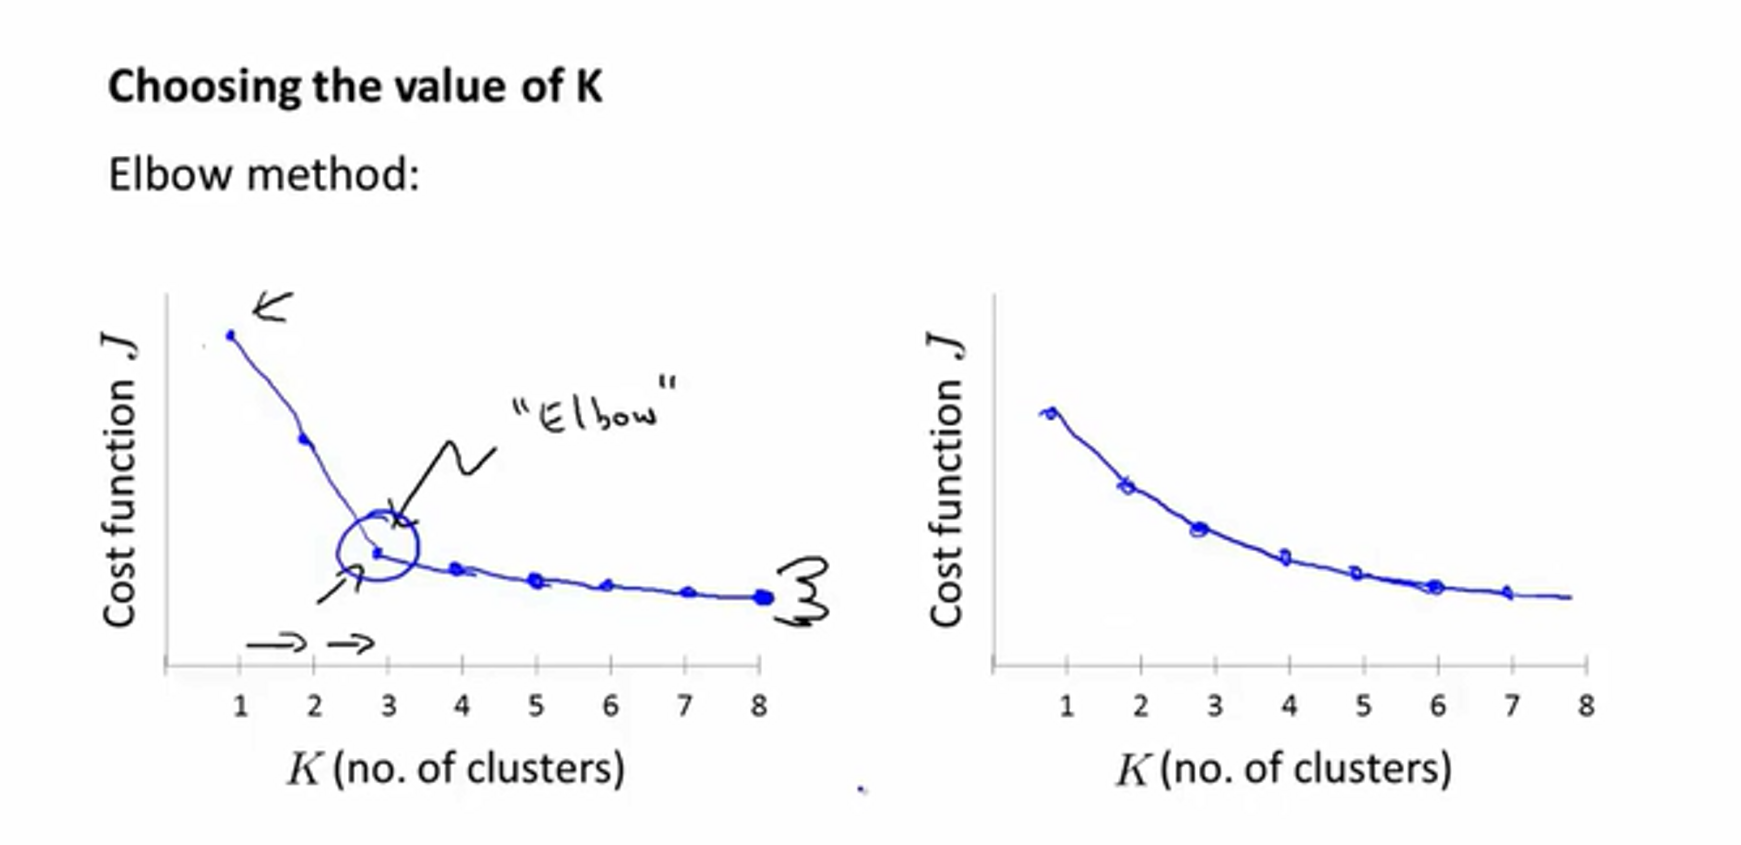 Choosing the value of K
Elbow method:
Cost function J
"Elbow"
1 2 3 4 5 6 7 8
K (no. of clusters)
Cost function J
1 2 3 4 5 6 7 8
K (no. of clusters)